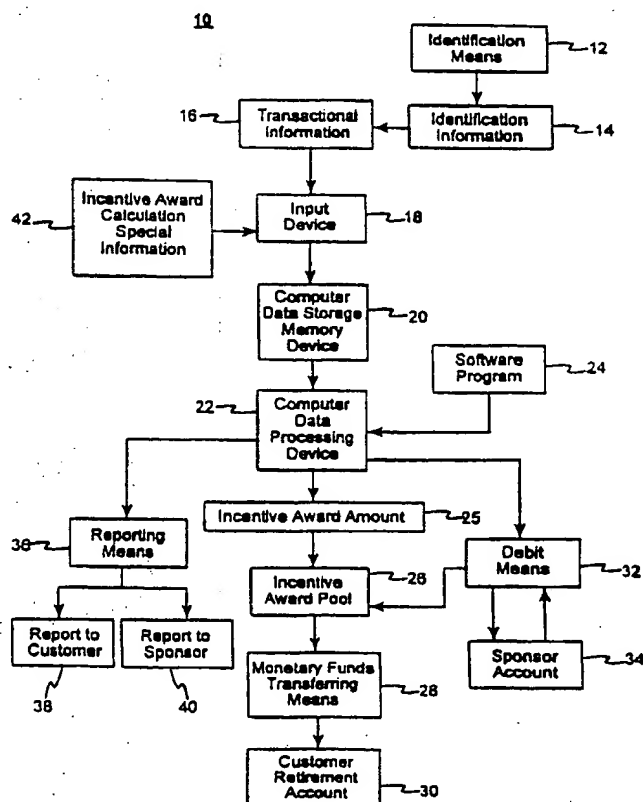 10
Identification
Means
12
16
Transactional
Information
Identification
Information
14
42
Incentive Award
Calculation
Special
Information
Input
Device
18
Computer
Data Storage
Memory
Device
20
Software
Program
24
22
Computer
Data
Processing
Device
Incentive Award Amount
25
36
Reporting
Means
Incentive
Award Pool
26
Debit
Means
32
Report to
Customer
Report to
Sponsor
38
40
Monetary Funds
Transferring
Means
28
Sponsor
Account
34
Customer
Retirement
Account
30